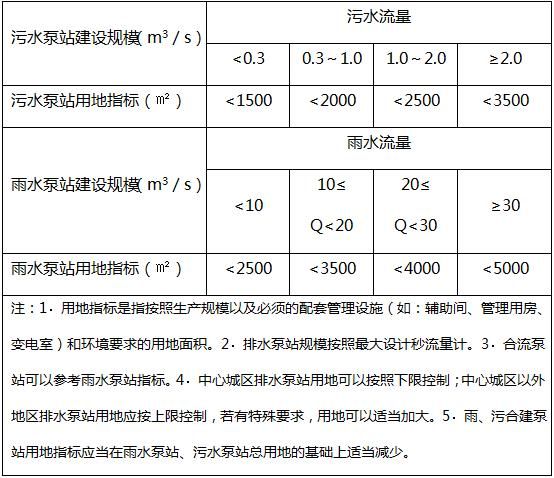 污水泵站建设规模(m³／s)
污水流量
<0.3 0.3～1.0 1.0～2.0 ≥2.0
污水泵站用地指标（㎡） <1500 <2000 <2500 <3500
雨水泵站建设规模(m³／s)
雨水流量
<10 10≤ Q<20 20≤ Q<30 ≥30
雨水泵站用地指标（㎡） <2500 <3500 <4000 <5000
注：1．用地指标是指按照生产规模以及必须的配套管理设施（如：辅助间、管理用房、
变电室）和环境要求的用地面积。2．排水泵站规模按照最大设计秒流量计。3．合流泵
站可以参考雨水泵站指标。4．中心城区排水泵站用地可以按照下限控制；中心城区以外
地区排水泵站用地应按上限控制，若有特殊要求，用地可以适当加大。5．雨、污合建泵
站用地指标应当在雨水泵站、污水泵站总用地的基础上适当减少。